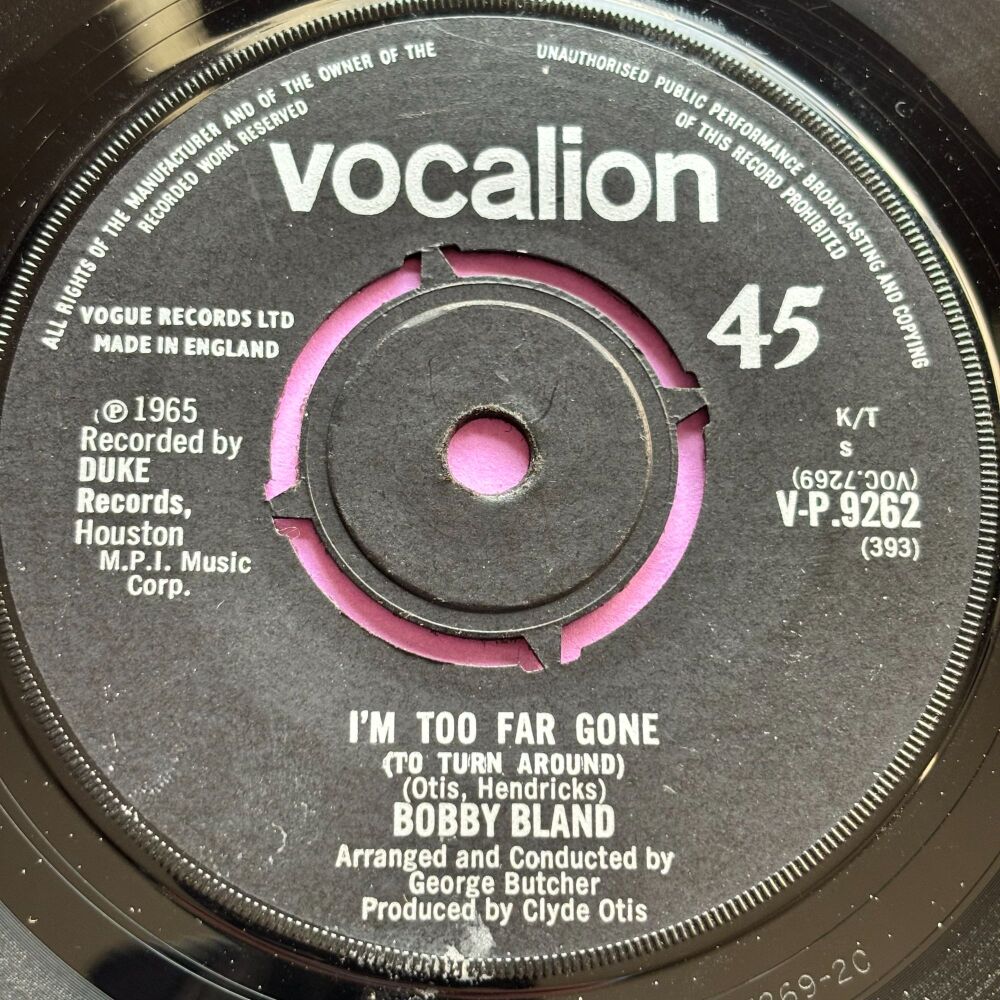 ALL RIGHTS OF THE MANUFACTURER AND OF THE OWNER OF THE
RECORDED WORK RESERVED
UNAUTHORISED PUBLIC PERFORMANCE BROADCASTING AND COPYING
OF THIS RECORD PROHIBITED
vocalion
VOGUE RECORDS LTD
MADE IN ENGLAND
45
℗ 1965
Recorded by
DUKE
Records,
Houston
M.P.I. Music
Corp.
K/T
S
(VOC.7269)
V-P.9262
(393)
I'M TOO FAR GONE
(TO TURN AROUND)
(Otis, Hendricks)
BOBBY BLAND
Arranged and Conducted by
George Butcher
Produced by Clyde Otis
269-2C